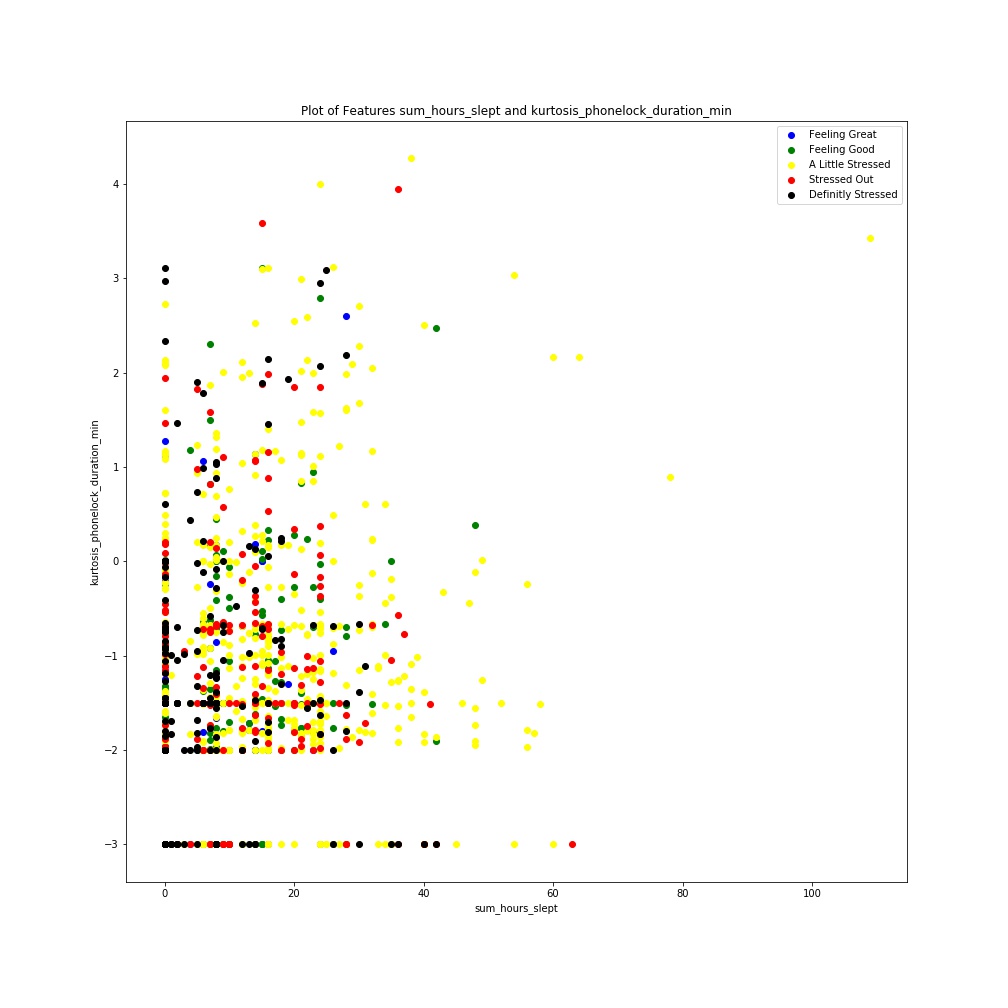 Plot of Features sum_hours_slept and kurtosis_phonelock_duration_min
Feeling Great
Feeling Good
A Little Stressed
Stressed Out
Definitly Stressed
kurtosis_phonelock_duration_min
4
3
2
1
0
−1
−2
−3
0 20 40 60 80 100
sum_hours_slept